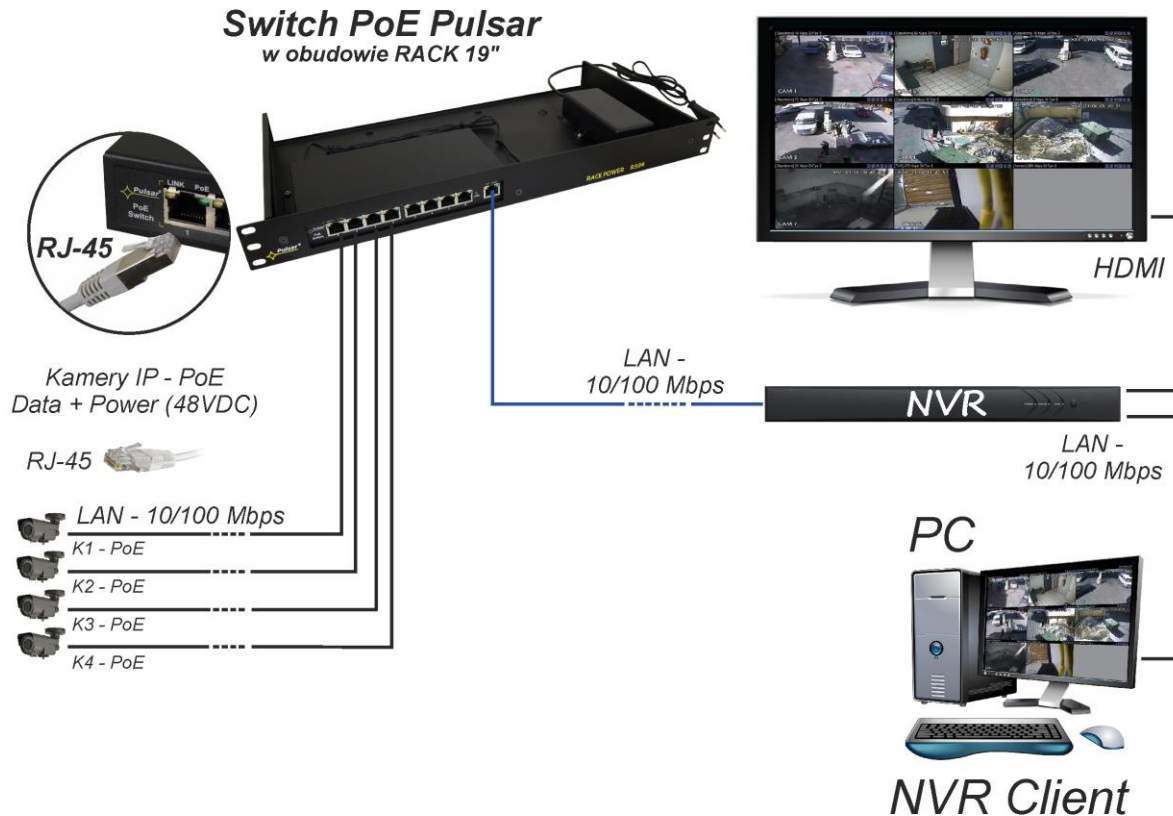 Switch PoE Pulsar
w obudowie RACK 19"
LINK PoE
Pulsar
PoE
Switch
1
RJ-45
Pulsar
RACK POWER
CAM 1
CAM 2
CAM 7
HDMI
Kamery IP - PoE
Data + Power (48VDC)
RJ-45
LAN -
10/100 Mbps
NVR
LAN -
10/100 Mbps
LAN - 10/100 Mbps
K1 - PoE
K2 - PoE
K3 - PoE
K4 - PoE
PC
NVR Client